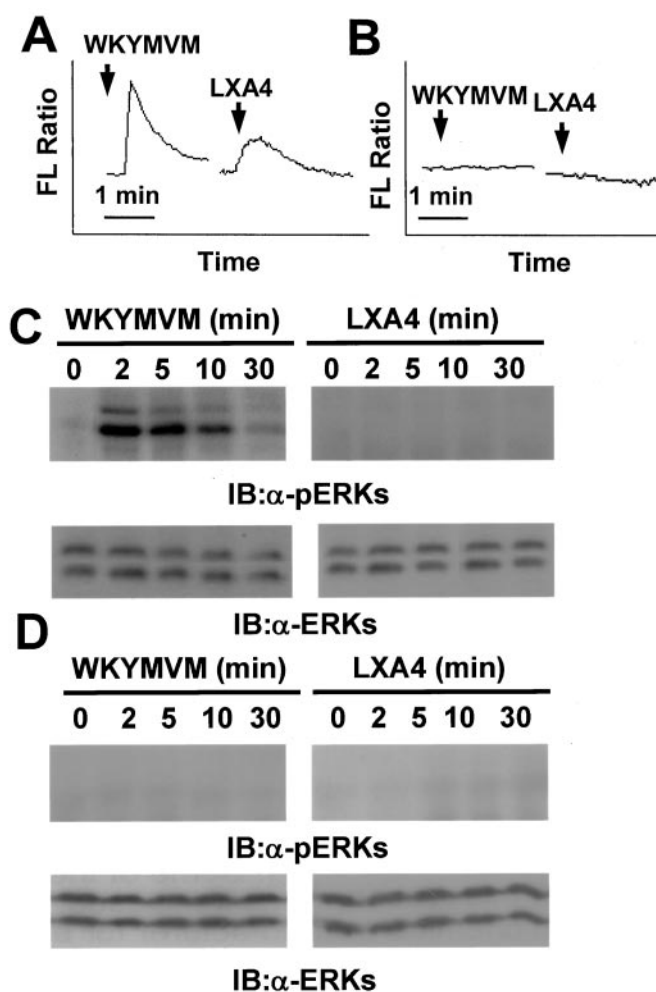 A
WKYMVM
LXA4
FL Ratio
1 min
Time
B
WKYMVM
LXA4
FL Ratio
1 min
Time
C
WKYMVM (min)
LXA4 (min)
0 2 5 10 30
0 2 5 10 30
IB:α-pERKs
IB:α-ERKs
D
WKYMVM (min)
LXA4 (min)
0 2 5 10 30
0 2 5 10 30
IB:α-pERKs
IB:α-ERKs